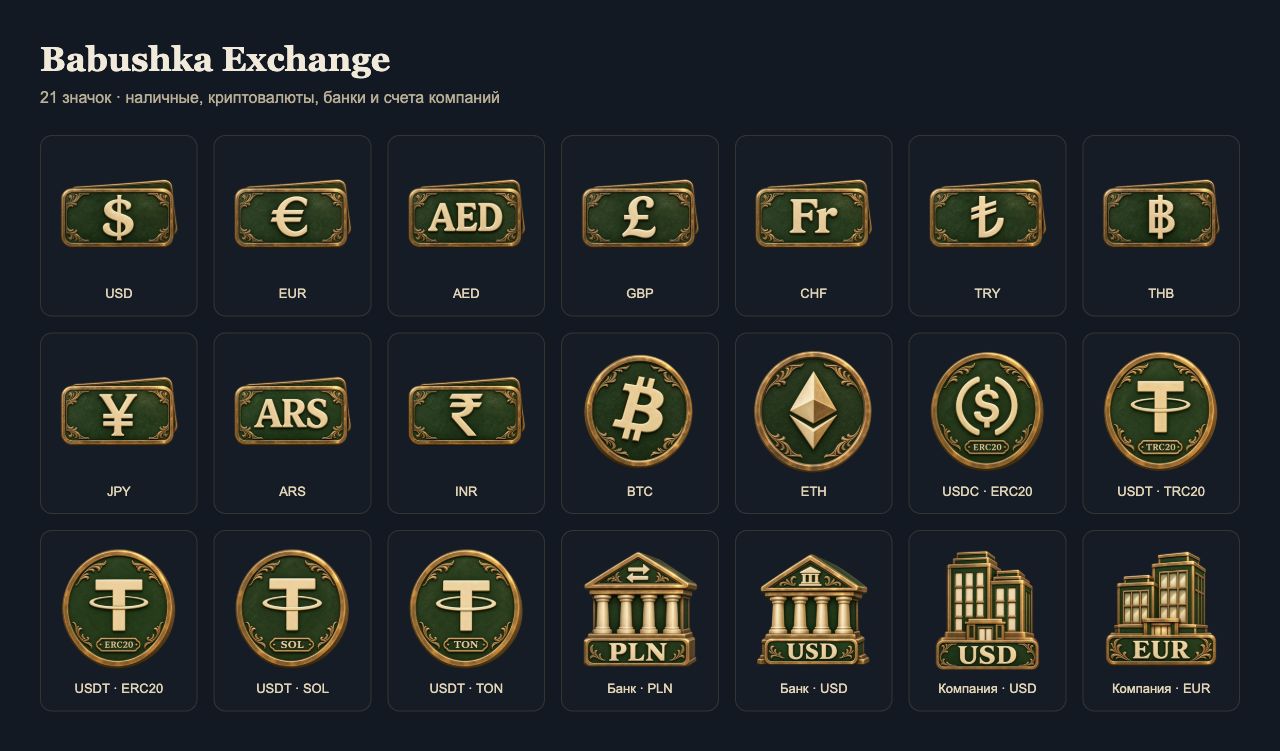 Babushka Exchange
21 значок · наличные, криптовалюты, банки и счета компаний
$
€
AED
£
Fr
₺
฿
USD
EUR
AED
GBP
CHF
TRY
THB
¥
ARS
₹
ERC20
TRC20
JPY
ARS
INR
BTC
ETH
USDC · ERC20
USDT · TRC20
ERC20
SOL
TON
PLN
USD
USD
EUR
USDT · ERC20
USDT · SOL
USDT · TON
Банк · PLN
Банк · USD
Компания · USD
Компания · EUR